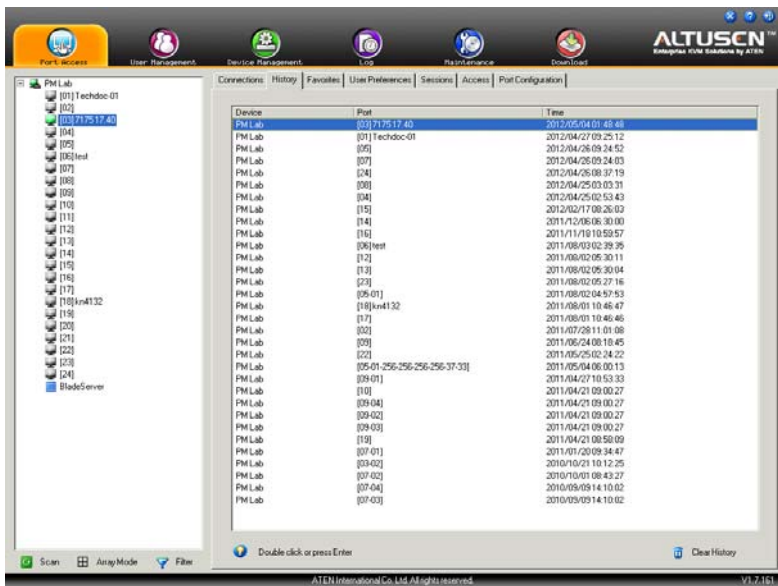 ALTUSEN™
Enterprise KVM Solutions by ATEN
Port Access User Management Device Management Log Maintenance Download
Connections History Favorites User Preferences Sessions Access Port Configuration
PM Lab
[01]Techdoc-01
[02]
[03]717517.40
[04]
[05]
[06]test
[07]
[08]
[09]
[10]
[11]
[12]
[13]
[14]
[15]
[16]
[17]
[18]kn4132
[19]
[20]
[21]
[22]
[23]
[24]
BladeServer
Device Port Time
PM Lab [03]717517.40 2012/05/04 01:48:48
PM Lab [01]Techdoc-01 2012/04/27 09:25:12
PM Lab [05] 2012/04/26 09:24:52
PM Lab [07] 2012/04/26 09:24:03
PM Lab [24] 2012/04/26 08:37:19
PM Lab [08] 2012/04/25 03:03:31
PM Lab [04] 2012/04/25 02:53:43
PM Lab [15] 2012/02/17 08:26:03
PM Lab [14] 2011/12/06 06:30:00
PM Lab [16] 2011/11/18 10:59:57
PM Lab [06]test 2011/08/03 02:39:35
PM Lab [12] 2011/08/02 05:30:11
PM Lab [13] 2011/08/02 05:30:04
PM Lab [23] 2011/08/02 05:27:16
PM Lab [05-01] 2011/08/02 04:57:53
PM Lab [18]kn4132 2011/08/01 10:46:47
PM Lab [17] 2011/08/01 10:46:46
PM Lab [02] 2011/07/28 11:01:08
PM Lab [09] 2011/06/24 08:18:45
PM Lab [22] 2011/05/25 02:24:22
PM Lab [05-01-256-256-256-256-37-33] 2011/05/04 06:00:13
PM Lab [09-01] 2011/04/27 10:53:33
PM Lab [10] 2011/04/21 09:00:27
PM Lab [09-04] 2011/04/21 09:00:27
PM Lab [09-02] 2011/04/21 09:00:27
PM Lab [09-03] 2011/04/21 09:00:27
PM Lab [19] 2011/04/21 08:58:09
PM Lab [07-01] 2011/01/20 09:34:47
PM Lab [03-02] 2010/10/21 10:12:25
PM Lab [07-02] 2010/10/01 08:43:27
PM Lab [07-04] 2010/09/09 14:10:02
PM Lab [07-03] 2010/09/09 14:10:02
Double click or press Enter Clear History
Scan Array Mode Filter
ATEN International Co., Ltd. All rights reserved. V1.7.161